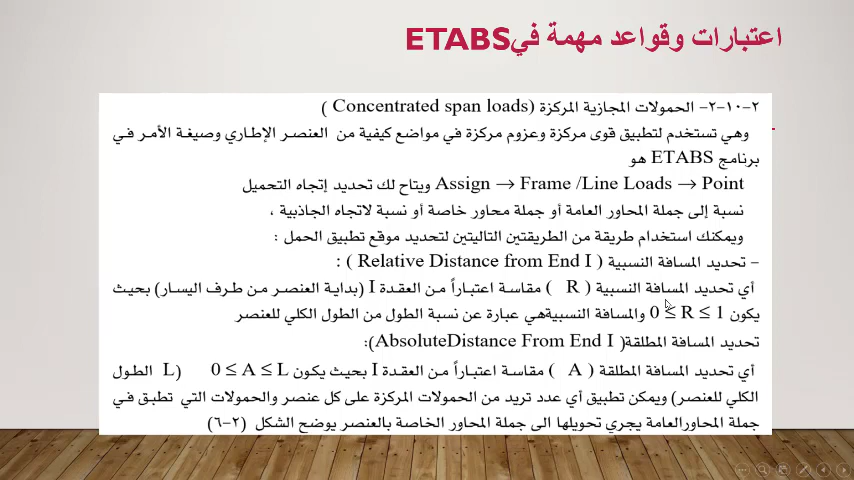 اعتبارات وقواعد مهمة في ETABS
٢-١٠-٢- الحمولات المجازية المركزة (Concentrated span loads )
وهي تستخدم لتطبيق قوى مركزة وعزوم مركزة في مواضع كيفية من العنصر الإطاري وصيغة الأمر في
برنامج ETABS هو
Assign → Frame /Line Loads → Point ويتاح لك تحديد إتجاه التحميل
نسبة إلى جملة المحاور العامة أو جملة محاور خاصة أو نسبة لاتجاه الجاذبية ،
ويمكنك استخدام طريقة من الطريقتين التاليتين لتحديد موقع تطبيق الحمل :
– تحديد المسافة النسبية ( Relative Distance from End I ) :
أي تحديد المسافة النسبية ( R ) مقاسة اعتباراً من العقدة I (بداية العنصر من طرف اليسار) بحيث
يكون 0 ≤ R ≤ 1 والمسافة النسبيةهي عبارة عن نسبة الطول من الطول الكلي للعنصر
تحديد المسافة المطلقة( AbsoluteDistance From End I):
أي تحديد المسافة المطلقة ( A ) مقاسة اعتباراً من العقدة I بحيث يكون 0 ≤ A ≤ L (L الطول
الكلي للعنصر) ويمكن تطبيق أي عدد تريد من الحمولات المركزة على كل عنصر والحمولات التي تطبق في
جملة المحاورالعامة يجري تحويلها الى جملة المحاور الخاصة بالعنصر يوضح الشكل (٢-٦)